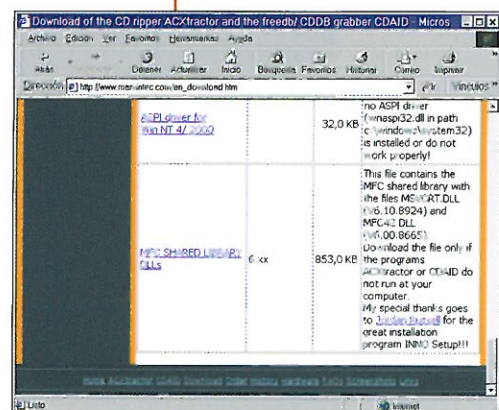 Download of the CD ripper ACXtractor and the freedb/ CDDB grabber CDAID - Micros
Archivo Edición Ver Favoritos Herramientas Ayuda
Atrás Detener Actualizar Inicio Búsqueda Favoritos Historial Correo Imprimir
Dirección Ir Vínculos
ASPI driver for
Win NT 4/ 2000
32,0 KB
no ASPI driver
(wnaspi32.dll in path
c:\windows\system32)
is installed or do not
work properly!
MFC SHARED LIBRARY
DLLs
6.xx
853,0 KB
This file contains the
MFC shared library with
the files MSVCRT.DLL
(V6.10.8924) and
MFC42.DLL
(V6.00.8665).
Download the file only if
the programs
ACXtractor or CDAID do
not run at your
computer.
My special thanks goes
to Jordan Russell for the
great installation
program INNO Setup!!!
Listo Internet